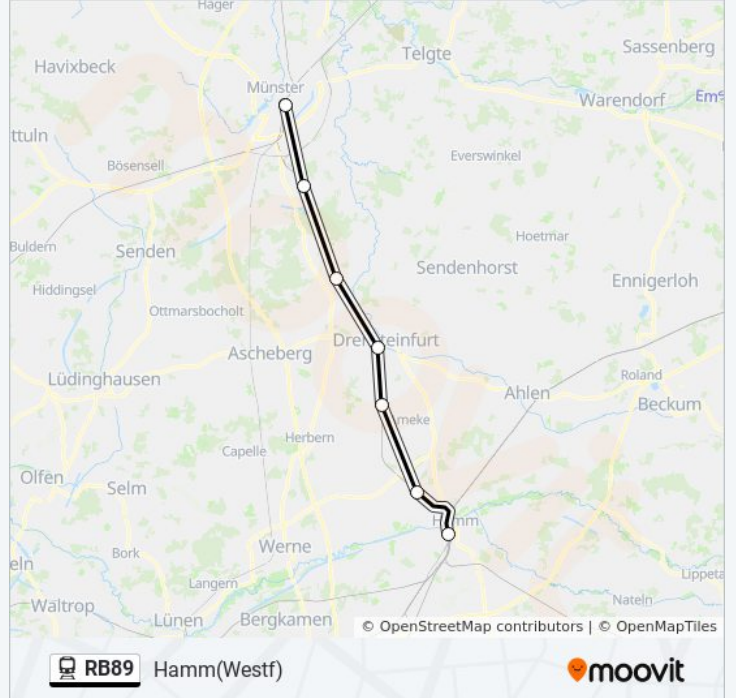 Hager
Havixbeck
Telgte
Sassenberg
Münster
Warendorf
Ems
ttuln
Bösensell
Everswinkel
Buldern
Senden
Hoetmar
Sendenhorst
Ennigerloh
Hiddingsel
Ottmarsbocholt
Ascheberg
Lüdinghausen
Roland
Ahlen
Beckum
meke
Herbern
Capelle
Olfen
Selm
Werne
Bork
eln
Langern
Lippeta
Waltrop
Lünen
Bergkamen
Nateln
© OpenStreetMap contributors | © OpenMapTiles
RB89 Hamm(Westf)
moovit